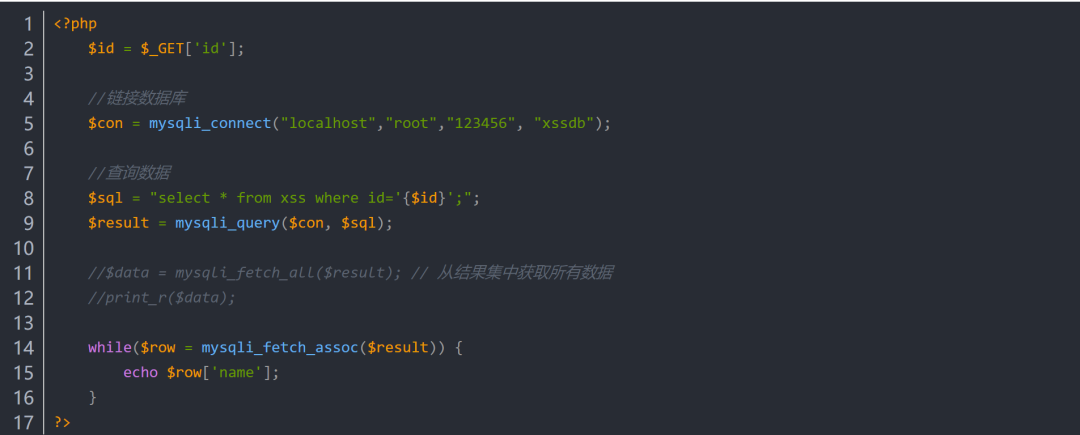 1 <?php
2     $id = $_GET['id'];
3
4     //链接数据库
5     $con = mysqli_connect("localhost","root","123456", "xssdb");
6
7     //查询数据
8     $sql = "select * from xss where id='{$id}';";
9     $result = mysqli_query($con, $sql);
10
11     //$data = mysqli_fetch_all($result); // 从结果集中获取所有数据
12     //print_r($data);
13
14     while($row = mysqli_fetch_assoc($result)) {
15         echo $row['name'];
16     }
17 ?>